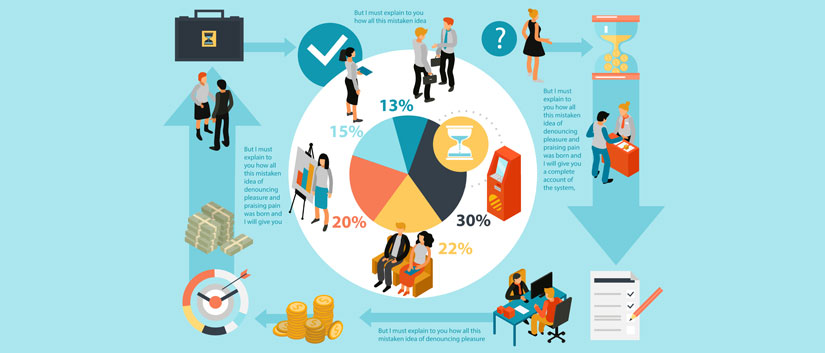 But I must explain to you
how all this mistaken idea
?
13%
15%
20%
22%
30%
But I must
explain to
you how all
this mistaken
idea of
denouncing
pleasure and
praising pain
was born and
I will give you
But I must
explain to
you how all
this mistaken
idea of
denouncing
pleasure and
praising pain
was born and
I will give you
a complete
account of
the system,
But I must explain to you how all this
mistaken idea of denouncing pleasure